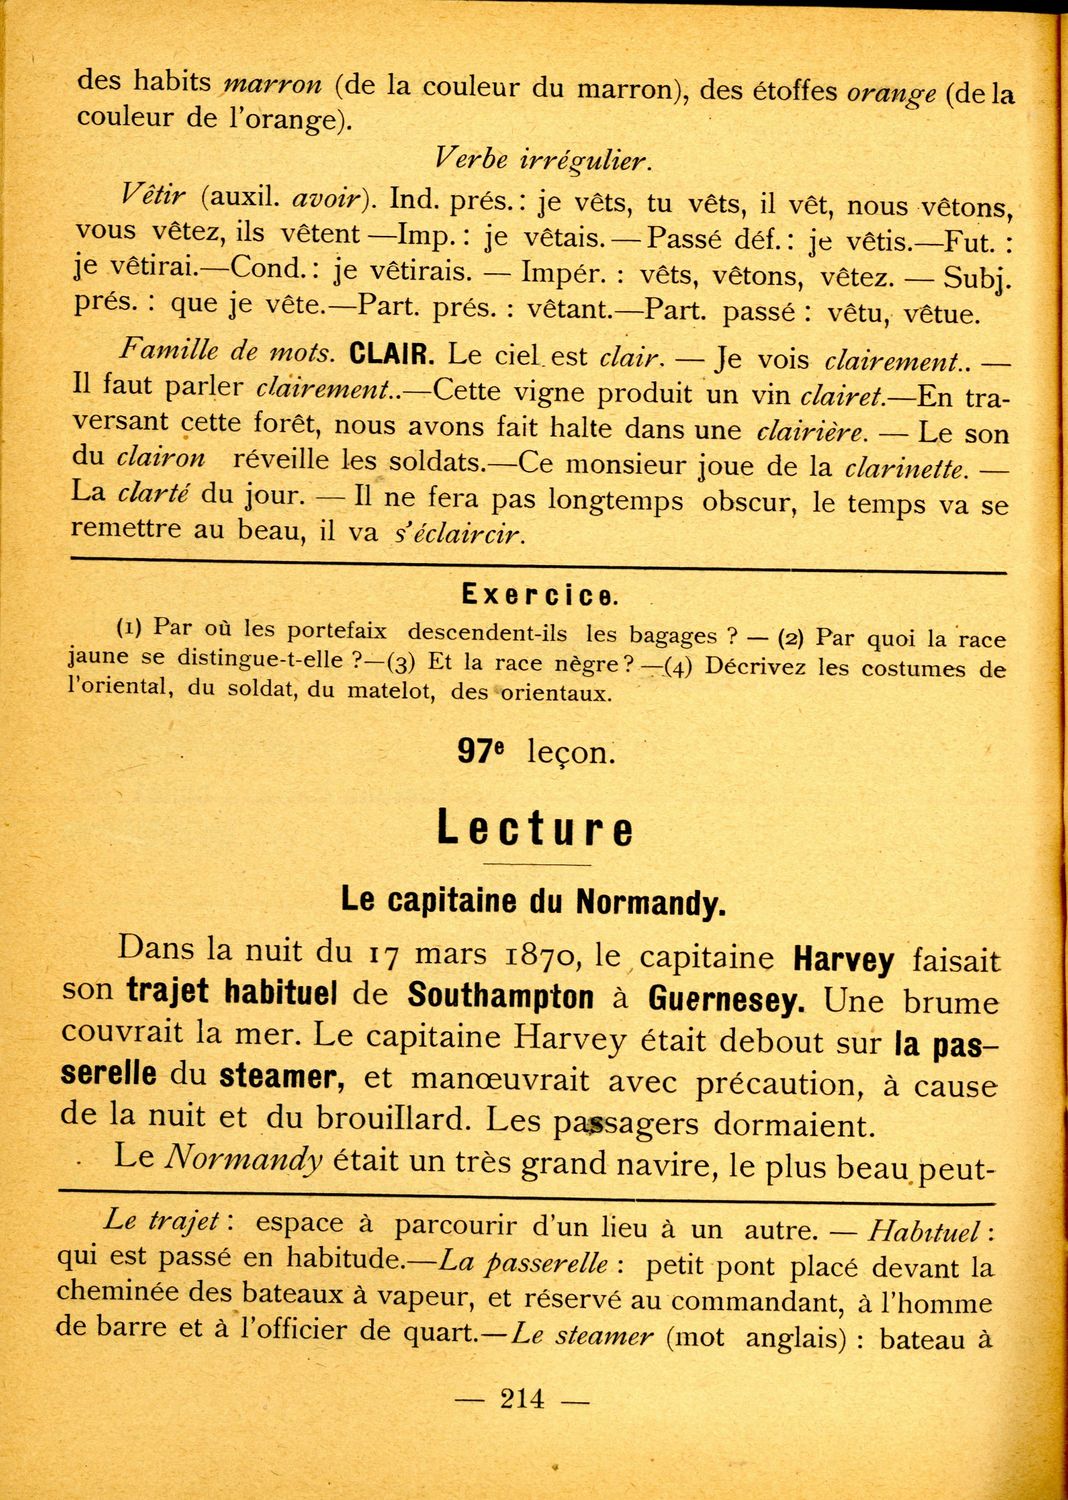 des habits marron (de la couleur du marron), des étoffes orange (de la
couleur de l'orange).
Verbe irrégulier.
Vêtir (auxil. avoir). Ind. prés. : je vêts, tu vêts, il vêt, nous vêtons,
vous vêtez, ils vêtent —Imp. : je vêtais. — Passé déf. : je vêtis.—Fut. :
je vêtirai.—Cond. : je vêtirais. — Impér. : vêts, vêtons, vêtez. — Subj.
prés. : que je vête.—Part. prés. : vêtant.—Part. passé : vêtu, vêtue.
Famille de mots. CLAIR. Le ciel est clair. — Je vois clairement.. —
Il faut parler clairement..—Cette vigne produit un vin clairet.—En tra-
versant cette forêt, nous avons fait halte dans une clairière. — Le son
du clairon réveille les soldats.—Ce monsieur joue de la clarinette. —
La clarté du jour. — Il ne fera pas longtemps obscur, le temps va se
remettre au beau, il va s'éclaircir.
Exercice.
(1) Par où les portefaix descendent-ils les bagages ? — (2) Par quoi la race
jaune se distingue-t-elle ?—(3) Et la race nègre ? —(4) Décrivez les costumes de
l'oriental, du soldat, du matelot, des orientaux.
97e leçon.
Lecture
Le capitaine du Normandy.
Dans la nuit du 17 mars 1870, le capitaine Harvey faisait
son trajet habituel de Southampton à Guernesey. Une brume
couvrait la mer. Le capitaine Harvey était debout sur la pas-
serelle du steamer, et manœuvrait avec précaution, à cause
de la nuit et du brouillard. Les passagers dormaient.
Le Normandy était un très grand navire, le plus beau peut-
Le trajet : espace à parcourir d'un lieu à un autre. — Habituel :
qui est passé en habitude.—La passerelle : petit pont placé devant la
cheminée des bateaux à vapeur, et réservé au commandant, à l'homme
de barre et à l'officier de quart.—Le steamer (mot anglais) : bateau à
— 214 —